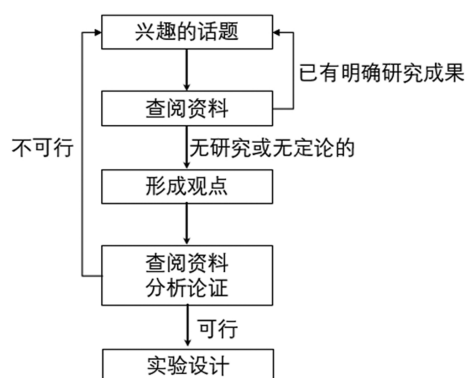 兴趣的话题
已有明确研究成果
查阅资料
不可行
无研究或无定论的
形成观点
查阅资料
分析论证
可行
实验设计